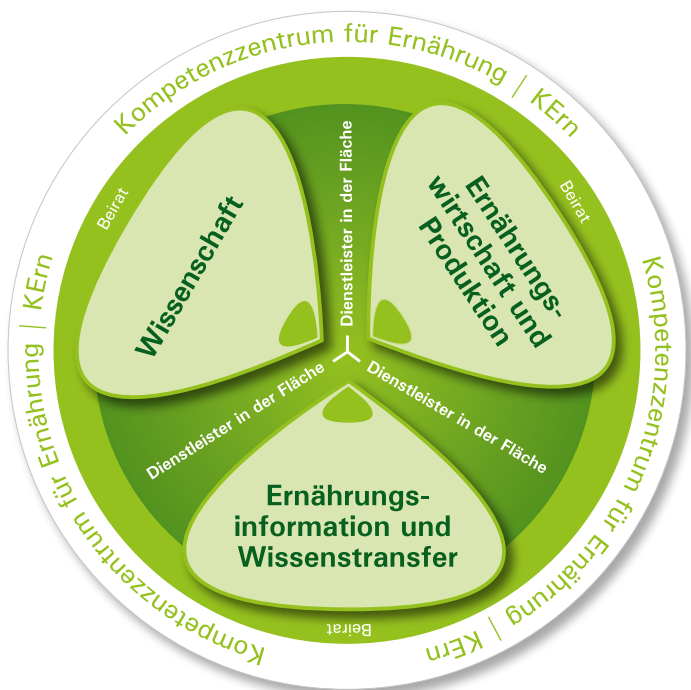 Kompetenzzentrum für Ernährung | KErn
Kompetenzzentrum für Ernährung | KErn
Kompetenzzentrum für Ernährung | KErn
Beirat
Beirat
Beirat
Wissenschaft
Ernährungs-
wirtschaft und
Produktion
Ernährungs-
information und
Wissenstransfer
Dienstleister in der Fläche
Dienstleister in der Fläche
Dienstleister in der Fläche